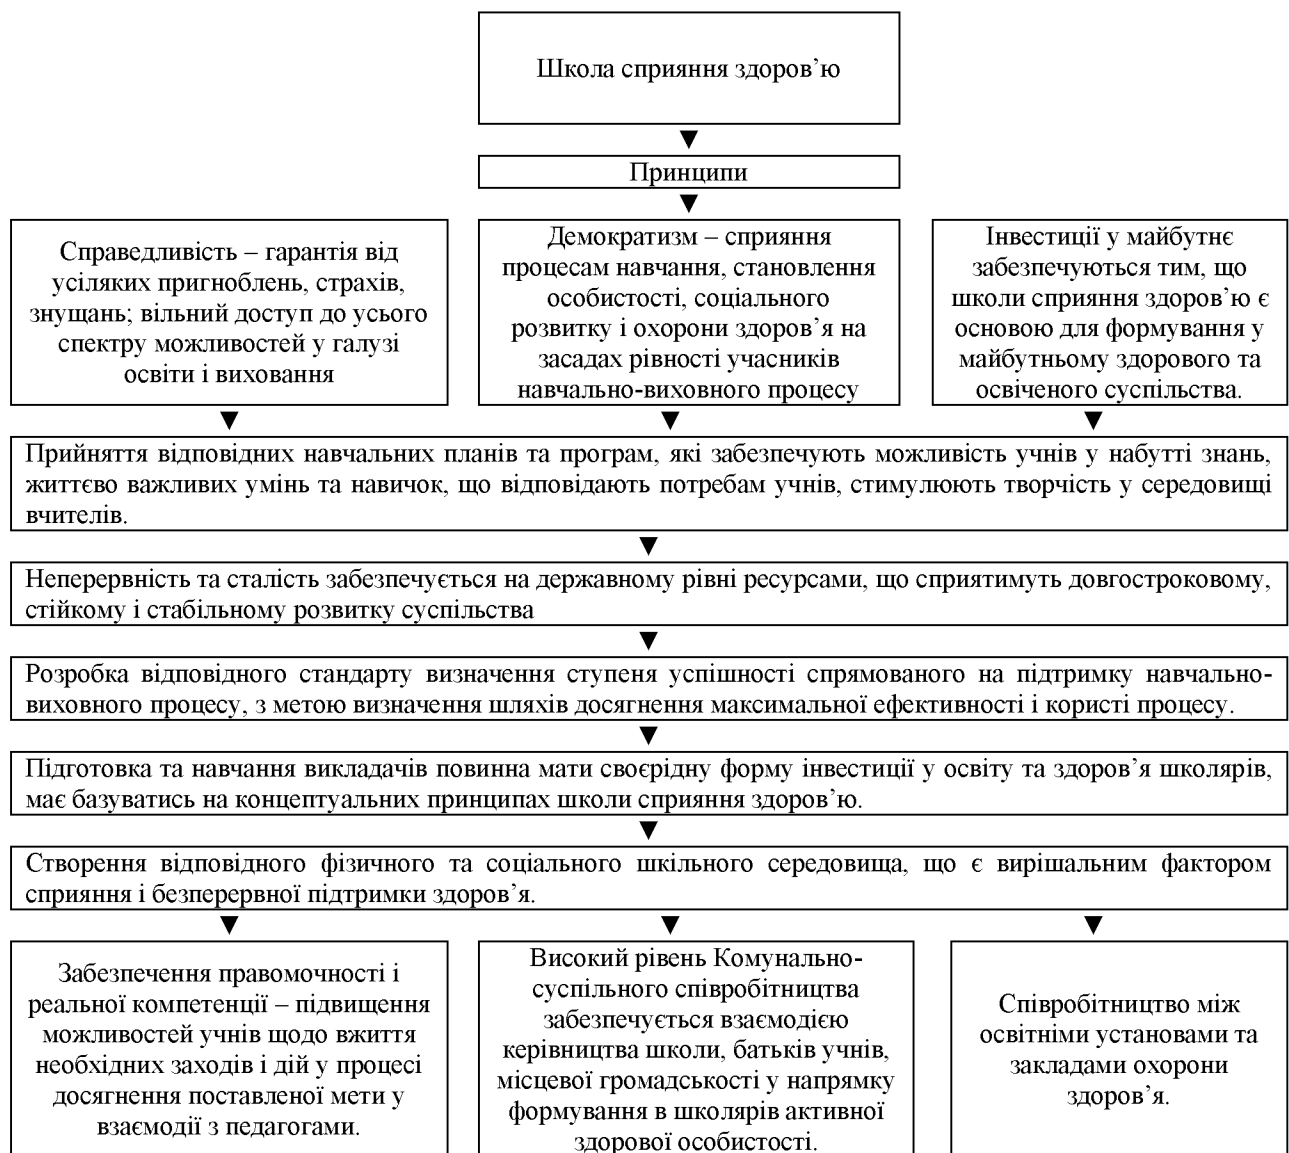 Школа сприяння здоров’ю
Принципи
Справедливість – гарантія від
усіляких пригноблень, страхів,
знущань; вільний доступ до усього
спектру можливостей у галузі
освіти і виховання
Демократизм – сприяння
процесам навчання, становлення
особистості, соціального
розвитку і охорони здоров’я на
засадах рівності учасників
навчально-виховного процесу
Інвестиції у майбутнє
забезпечуються тим, що
школи сприяння здоров’ю є
основою для формування у
майбутньому здорового та
освіченого суспільства.
Прийняття відповідних навчальних планів та програм, які забезпечують можливість учнів у набутті знань,
життєво важливих умінь та навичок, що відповідають потребам учнів, стимулюють творчість у середовищі
вчителів.
Неперервність та сталість забезпечується на державному рівні ресурсами, що сприятимуть довгостроковому,
стійкому і стабільному розвитку суспільства
Розробка відповідного стандарту визначення ступеня успішності спрямованого на підтримку навчально-
виховного процесу, з метою визначення шляхів досягнення максимальної ефективності і користі процесу.
Підготовка та навчання викладачів повинна мати своєрідну форму інвестиції у освіту та здоров’я школярів,
має базуватись на концептуальних принципах школи сприяння здоров’ю.
Створення відповідного фізичного та соціального шкільного середовища, що є вирішальним фактором
сприяння і безперервної підтримки здоров’я.
Забезпечення правомочності і
реальної компетенції – підвищення
можливостей учнів щодо вжиття
необхідних заходів і дій у процесі
досягнення поставленої мети у
взаємодії з педагогами.
Високий рівень Комунально-
суспільного співробітництва
забезпечується взаємодією
керівництва школи, батьків учнів,
місцевої громадськості у напрямку
формування в школярів активної
здорової особистості.
Співробітництво між
освітніми установами та
закладами охорони
здоров’я.